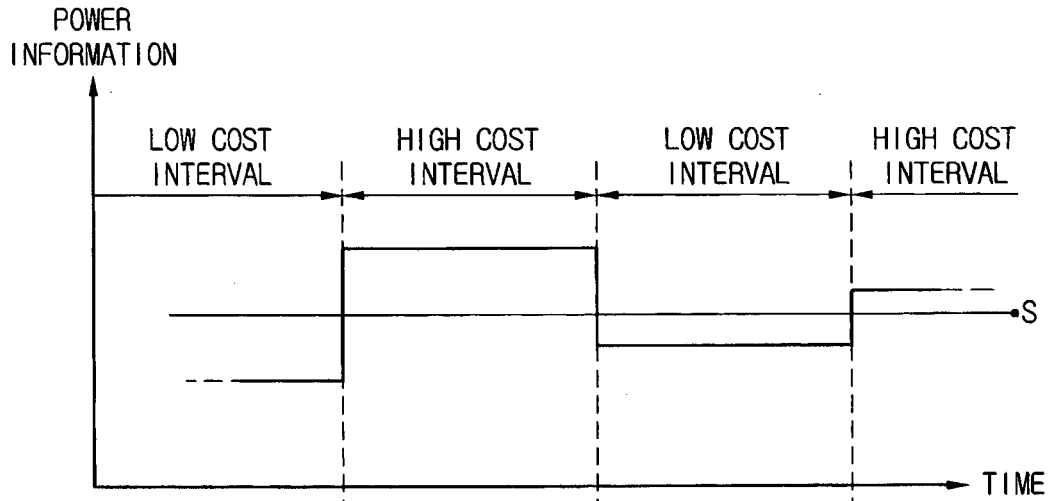 POWER
INFORMATION
LOW COST
INTERVAL
HIGH COST
INTERVAL
LOW COST
INTERVAL
HIGH COST
INTERVAL
S
TIME